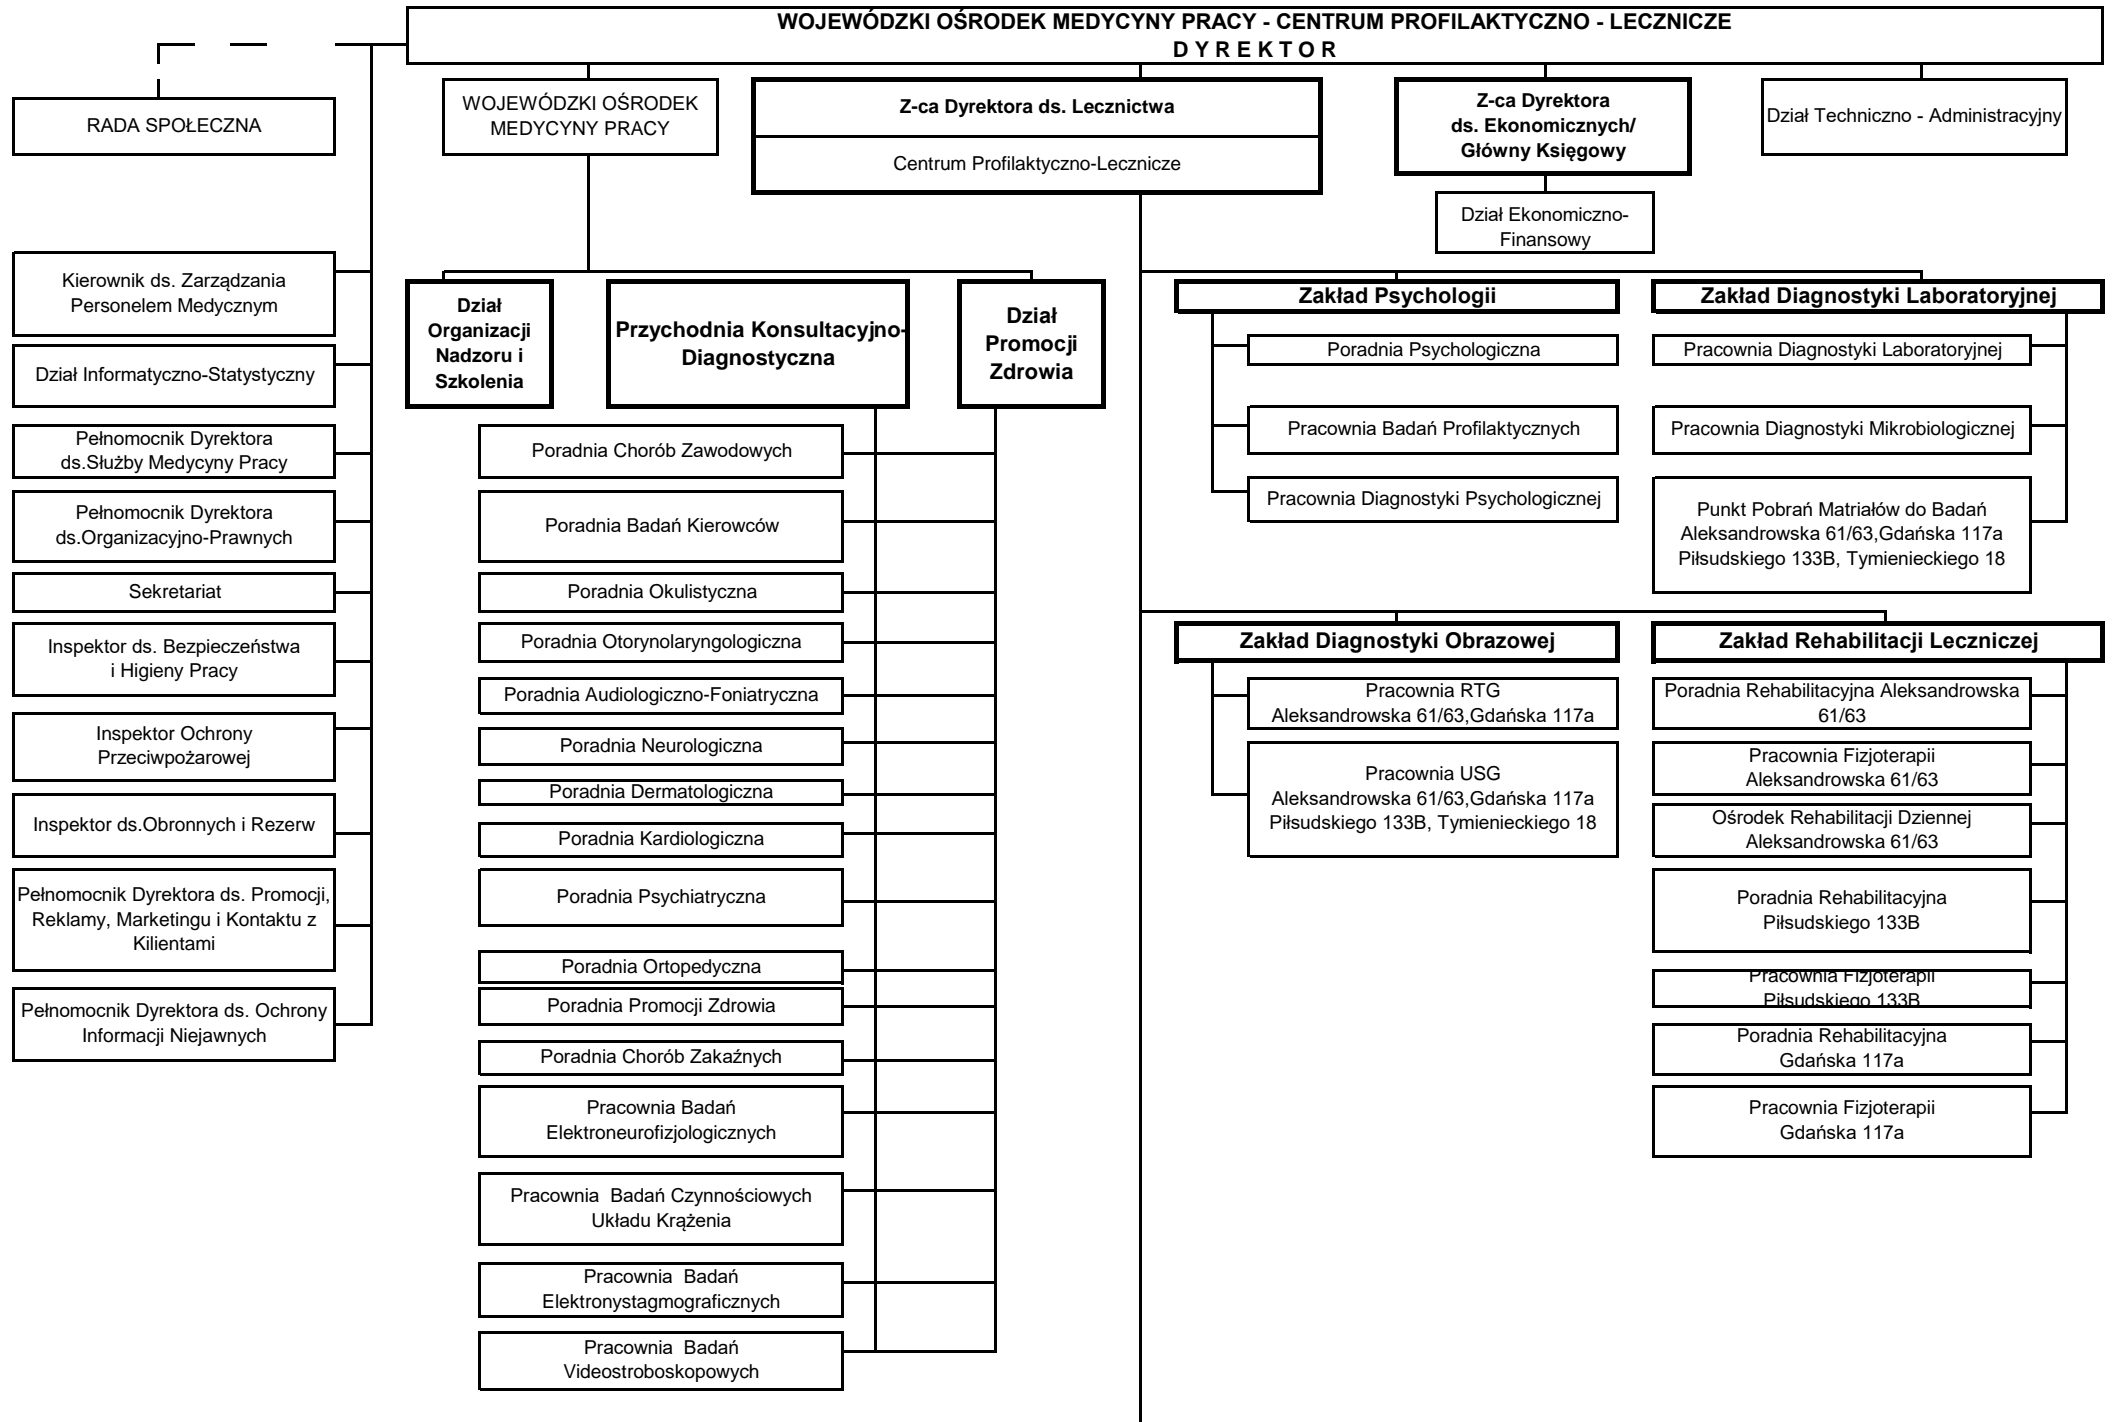 WOJEWÓDZKI OŚRODEK MEDYCYNY PRACY - CENTRUM PROFILAKTYCZNO - LECZNICZE
D Y R E K T O R
RADA SPOŁECZNA
WOJEWÓDZKI OŚRODEK
MEDYCYNY PRACY
Z-ca Dyrektora ds. Lecznictwa
Centrum Profilaktyczno-Lecznicze
Z-ca Dyrektora
ds. Ekonomicznych/
Główny Księgowy
Dział Techniczno - Administracyjny
Dział Ekonomiczno-
Finansowy
Kierownik ds. Zarządzania
Personelem Medycznym
Dział Informatyczno-Statystyczny
Pełnomocnik Dyrektora
ds.Służby Medycyny Pracy
Pełnomocnik Dyrektora
ds.Organizacyjno-Prawnych
Sekretariat
Inspektor ds. Bezpieczeństwa
i Higieny Pracy
Inspektor Ochrony
Przeciwpożarowej
Inspektor ds.Obronnych i Rezerw
Pełnomocnik Dyrektora ds. Promocji,
Reklamy, Marketingu i Kontaktu z
Kilientami
Pełnomocnik Dyrektora ds. Ochrony
Informacji Niejawnych
Dział
Organizacji
Nadzoru i
Szkolenia
Przychodnia Konsultacyjno-
Diagnostyczna
Dział
Promocji
Zdrowia
Poradnia Chorób Zawodowych
Poradnia Badań Kierowców
Poradnia Okulistyczna
Poradnia Otorynolaryngologiczna
Poradnia Audiologiczno-Foniatryczna
Poradnia Neurologiczna
Poradnia Dermatologiczna
Poradnia Kardiologiczna
Poradnia Psychiatryczna
Poradnia Ortopedyczna
Poradnia Promocji Zdrowia
Poradnia Chorób Zakaźnych
Pracownia Badań
Elektroneurofizjologicznych
Pracownia  Badań Czynnościowych
Układu Krążenia
Pracownia  Badań
Elektronystagmograficznych
Pracownia  Badań
Videostroboskopowych
Zakład Psychologii
Poradnia Psychologiczna
Pracownia Badań Profilaktycznych
Pracownia Diagnostyki Psychologicznej
Zakład Diagnostyki Laboratoryjnej
Pracownia Diagnostyki Laboratoryjnej
Pracownia Diagnostyki Mikrobiologicznej
Punkt Pobrań Matriałów do Badań
Aleksandrowska 61/63,Gdańska 117a
Piłsudskiego 133B, Tymienieckiego 18
Zakład Diagnostyki Obrazowej
Pracownia RTG
Aleksandrowska 61/63,Gdańska 117a
Pracownia USG
Aleksandrowska 61/63,Gdańska 117a
Piłsudskiego 133B, Tymienieckiego 18
Zakład Rehabilitacji Leczniczej
Poradnia Rehabilitacyjna Aleksandrowska
61/63
Pracownia Fizjoterapii
Aleksandrowska 61/63
Ośrodek Rehabilitacji Dziennej
Aleksandrowska 61/63
Poradnia Rehabilitacyjna
Piłsudskiego 133B
Pracownia Fizjoterapii
Piłsudskiego 133B
Poradnia Rehabilitacyjna
Gdańska 117a
Pracownia Fizjoterapii
Gdańska 117a